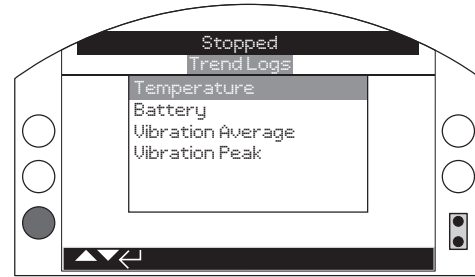 Stopped
Trend Logs
Temperature
Battery
Vibration Average
Vibration Peak